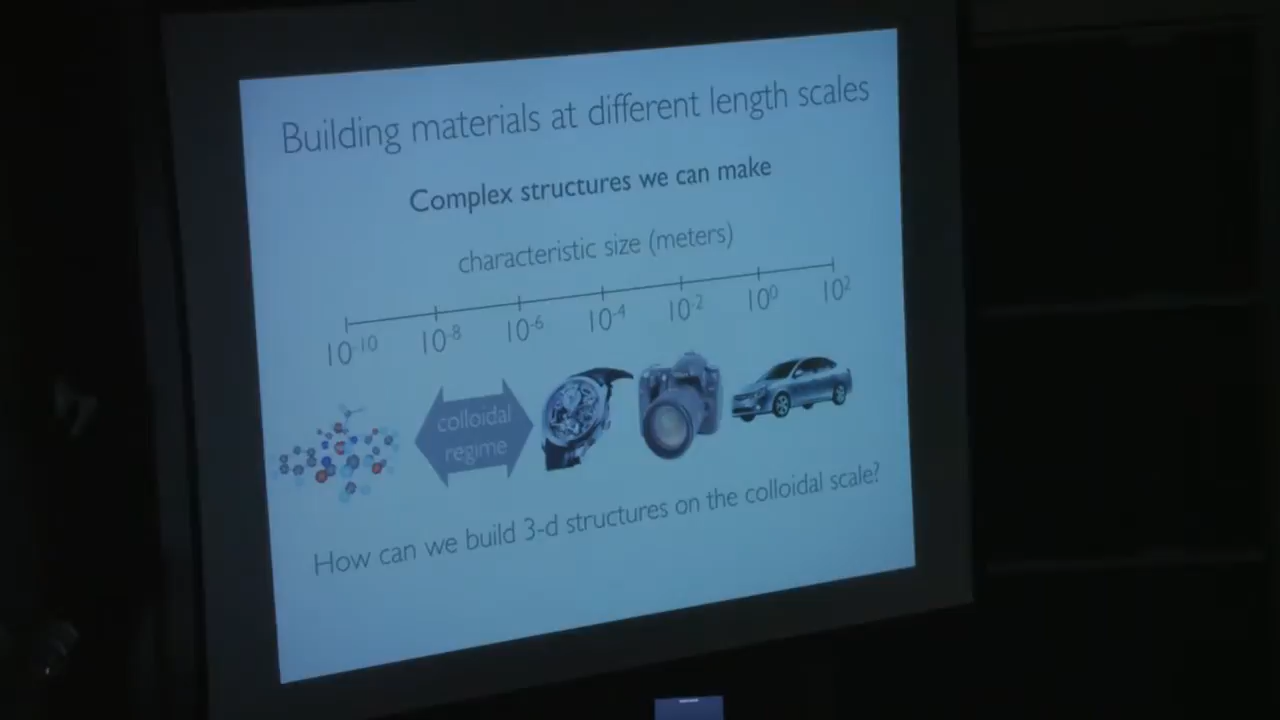 Building materials at different length scales
Complex structures we can make
characteristic size (meters)
10⁻¹⁰ 10⁻⁸ 10⁻⁶ 10⁻⁴ 10⁻² 10⁰ 10²
colloidal
regime
How can we build 3-d structures on the colloidal scale?